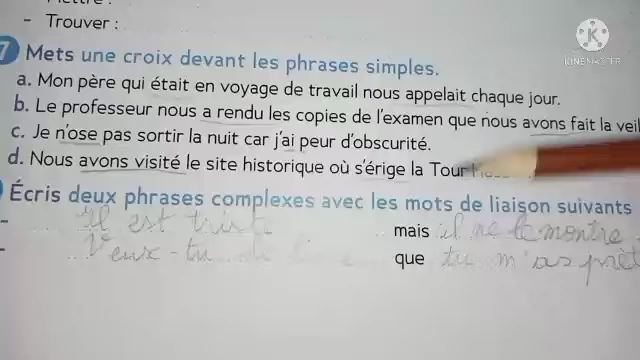 - Trouver :
K
KINEMASTER
7 Mets une croix devant les phrases simples.
a. Mon père qui était en voyage de travail nous appelait chaque jour.
b. Le professeur nous a rendu les copies de l'examen que nous avons fait la veil
c. Je n'ose pas sortir la nuit car j'ai peur d'obscurité.
d. Nous avons visité le site historique où s'érige la Tour
Écris deux phrases complexes avec les mots de liaison suivants
- Il est triste mais il ne le montre
- Veux-tu que tu m'as prêt